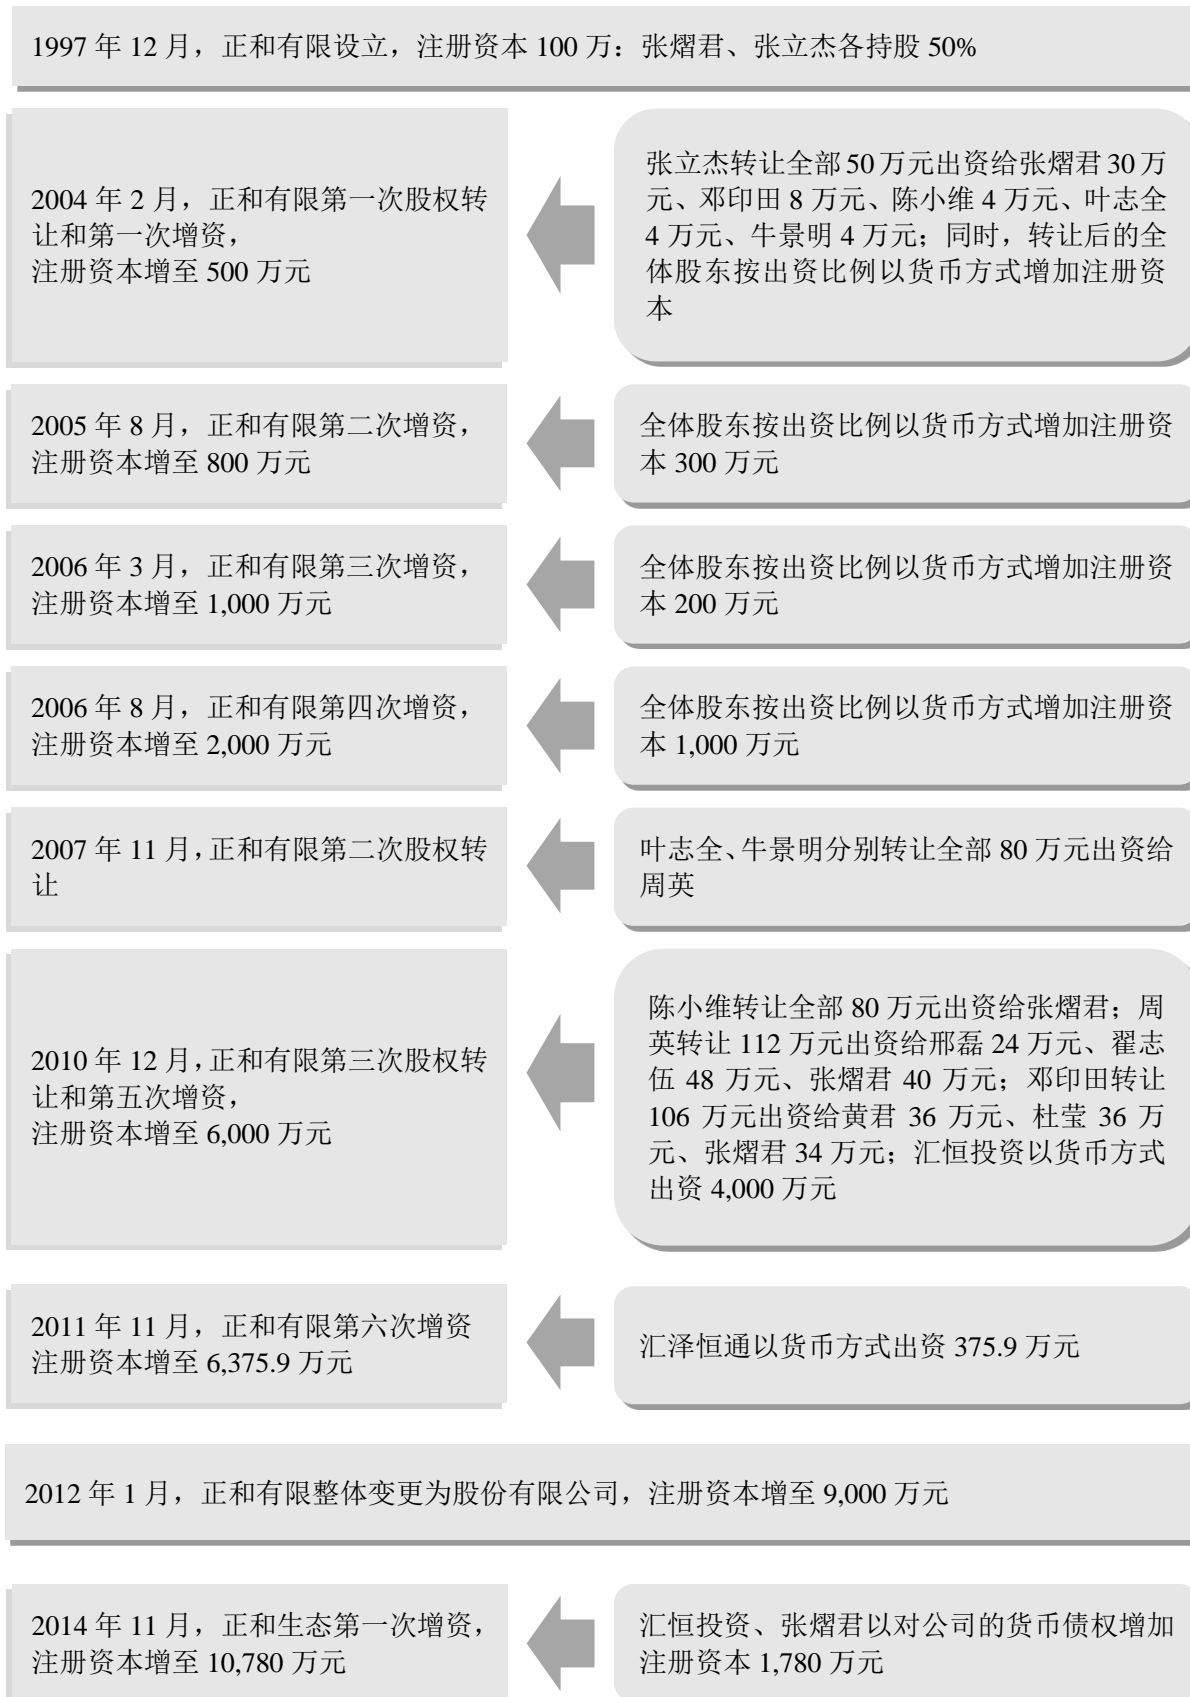 1997 年 12 月，正和有限设立，注册资本 100 万：张熠君、张立杰各持股 50%
2004 年 2 月，正和有限第一次股权转
让和第一次增资，
注册资本增至 500 万元
张立杰转让全部 50 万元出资给张熠君 30 万
元、邓印田 8 万元、陈小维 4 万元、叶志全
4 万元、牛景明 4 万元；同时，转让后的全
体股东按出资比例以货币方式增加注册资
本
2005 年 8 月，正和有限第二次增资，
注册资本增至 800 万元
全体股东按出资比例以货币方式增加注册资
本 300 万元
2006 年 3 月，正和有限第三次增资，
注册资本增至 1,000 万元
全体股东按出资比例以货币方式增加注册资
本 200 万元
2006 年 8 月，正和有限第四次增资，
注册资本增至 2,000 万元
全体股东按出资比例以货币方式增加注册资
本 1,000 万元
2007 年 11 月，正和有限第二次股权转
让
叶志全、牛景明分别转让全部 80 万元出资给
周英
2010 年 12 月，正和有限第三次股权转
让和第五次增资，
注册资本增至 6,000 万元
陈小维转让全部 80 万元出资给张熠君；周
英转让 112 万元出资给邢磊 24 万元、翟志
伍 48 万元、张熠君 40 万元；邓印田转让
106 万元出资给黄君 36 万元、杜莹 36 万
元、张熠君 34 万元；汇恒投资以货币方式
出资 4,000 万元
2011 年 11 月，正和有限第六次增资
注册资本增至 6,375.9 万元
汇泽恒通以货币方式出资 375.9 万元
2012 年 1 月，正和有限整体变更为股份有限公司，注册资本增至 9,000 万元
2014 年 11 月，正和生态第一次增资，
注册资本增至 10,780 万元
汇恒投资、张熠君以对公司的货币债权增加
注册资本 1,780 万元